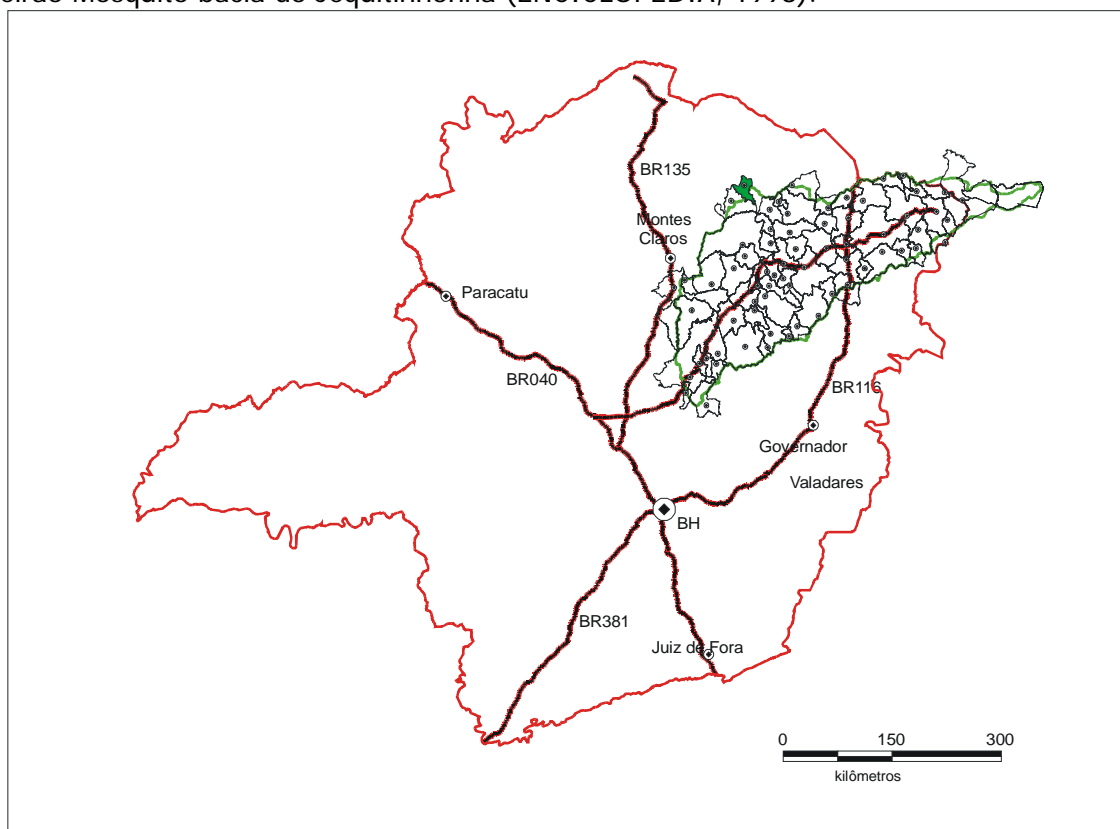 BR135
Montes
Claros
Paracatu
BR040
BR116
Governador
Valadares
BH
BR381
Juiz de Fora
0 150 300
kilômetros